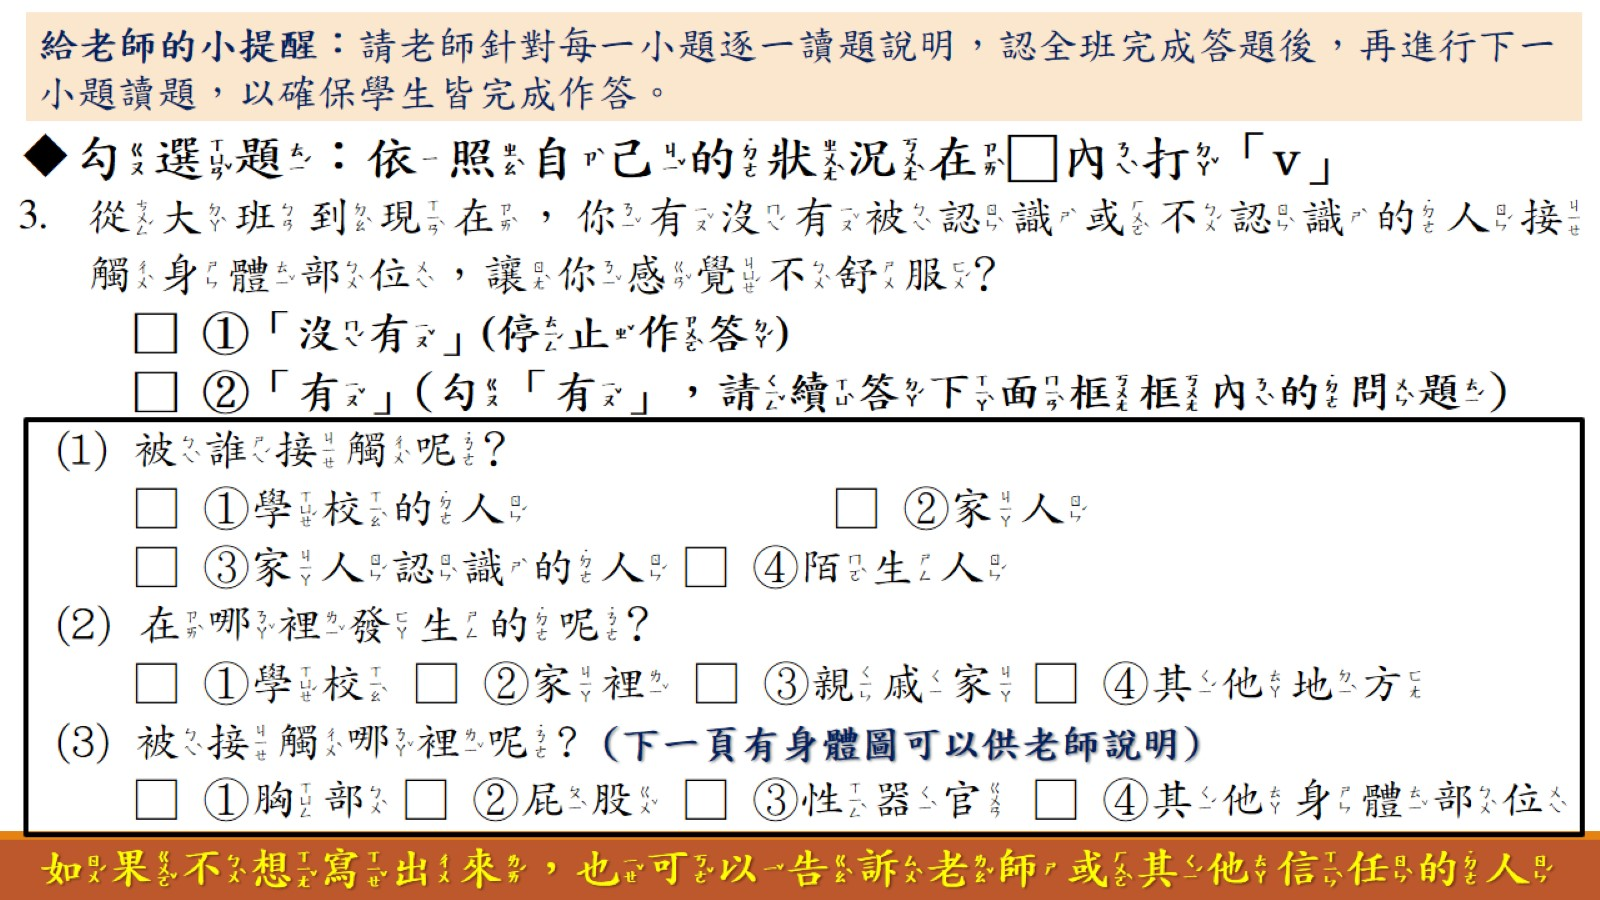 給老師的小提醒：請老師針對每一小題逐一讀題說明，認全班完成答題後，再進行下一
小題讀題，以確保學生皆完成作答。
◆勾選題：依照自己的狀況在□內打「v」
3. 從大班到現在，你有沒有被認識或不認識的人接
觸身體部位，讓你感覺不舒服？
□ ①「沒有」(停止作答)
□ ②「有」(勾「有」，請續答下面框框內的問題)
(1) 被誰接觸呢？
□ ①學校的人 □ ②家人
□ ③家人認識的人 □ ④陌生人
(2) 在哪裡發生的呢？
□ ①學校 □ ②家裡 □ ③親戚家 □ ④其他地方
(3) 被接觸哪裡呢？(下一頁有身體圖可以供老師說明)
□ ①胸部 □ ②屁股 □ ③性器官 □ ④其他身體部位
如果不想寫出來，也可以告訴老師或其他信任的人